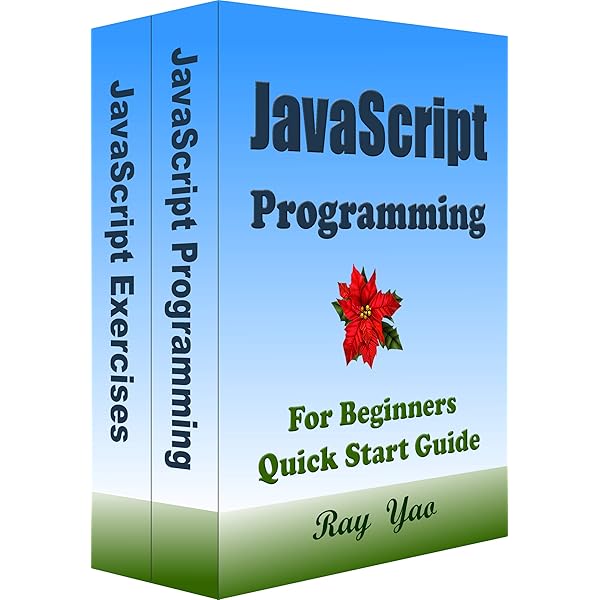 JavaScript Exercises
JavaScript Programming
JavaScript
Programming
For Beginners
Quick Start Guide
Ray Yao